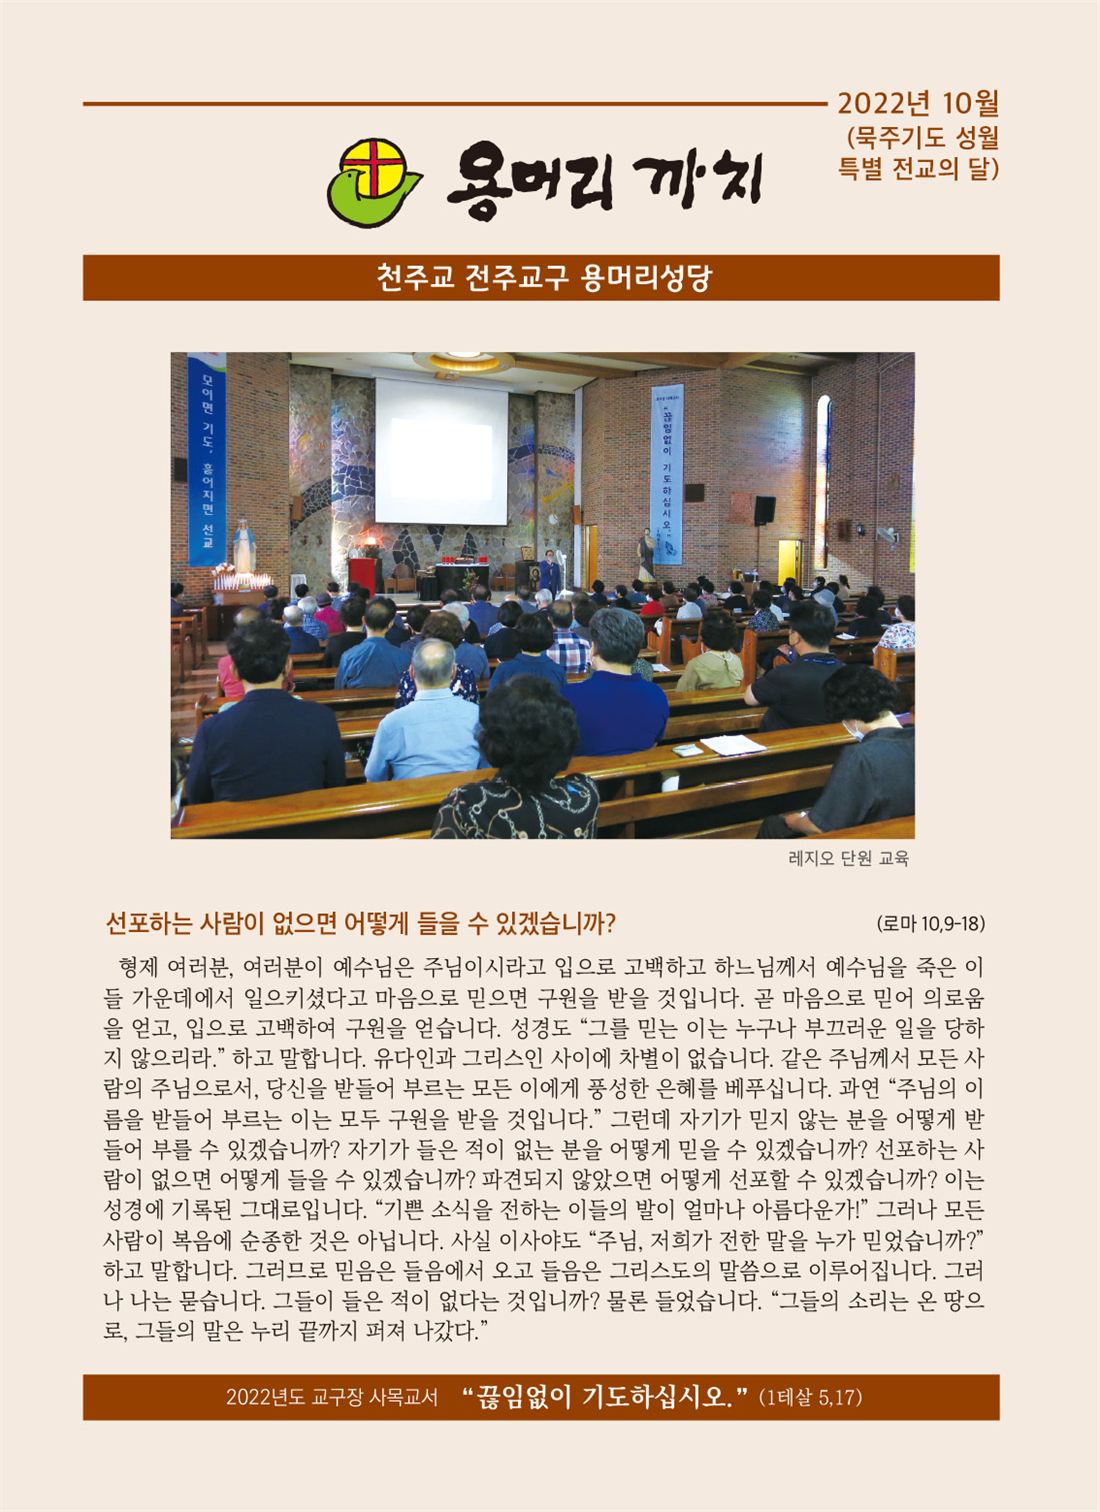 2022년 10월
(묵주기도 성월
특별 전교의 달)
용머리 까치
천주교 전주교구 용머리성당
모이면 기도, 흩어지면 선교
“끊임없이 기도하십시오.”
레지오 단원 교육
선포하는 사람이 없으면 어떻게 들을 수 있겠습니까? (로마 10,9-18)
형제 여러분, 여러분이 예수님은 주님이시라고 입으로 고백하고 하느님께서 예수님을 죽은 이
들 가운데에서 일으키셨다고 마음으로 믿으면 구원을 받을 것입니다. 곧 마음으로 믿어 의로움
을 얻고, 입으로 고백하여 구원을 얻습니다. 성경도 “그를 믿는 이는 누구나 부끄러운 일을 당하
지 않으리라.” 하고 말합니다. 유다인과 그리스인 사이에 차별이 없습니다. 같은 주님께서 모든 사
람의 주님으로서, 당신을 받들어 부르는 모든 이에게 풍성한 은혜를 베푸십니다. 과연 “주님의 이
름을 받들어 부르는 이는 모두 구원을 받을 것입니다.” 그런데 자기가 믿지 않는 분을 어떻게 받
들어 부를 수 있겠습니까? 자기가 들은 적이 없는 분을 어떻게 믿을 수 있겠습니까? 선포하는 사
람이 없으면 어떻게 들을 수 있겠습니까? 파견되지 않았으면 어떻게 선포할 수 있겠습니까? 이는
성경에 기록된 그대로입니다. “기쁜 소식을 전하는 이들의 발이 얼마나 아름다운가!” 그러나 모든
사람이 복음에 순종한 것은 아닙니다. 사실 이사야도 “주님, 저희가 전한 말을 누가 믿었습니까?”
하고 말합니다. 그러므로 믿음은 들음에서 오고 들음은 그리스도의 말씀으로 이루어집니다. 그러
나 나는 묻습니다. 그들이 들은 적이 없다는 것입니까? 물론 들었습니다. “그들의 소리는 온 땅으
로, 그들의 말은 누리 끝까지 퍼져 나갔다.”
2022년도 교구장 사목교서 “끊임없이 기도하십시오.” (1테살 5,17)